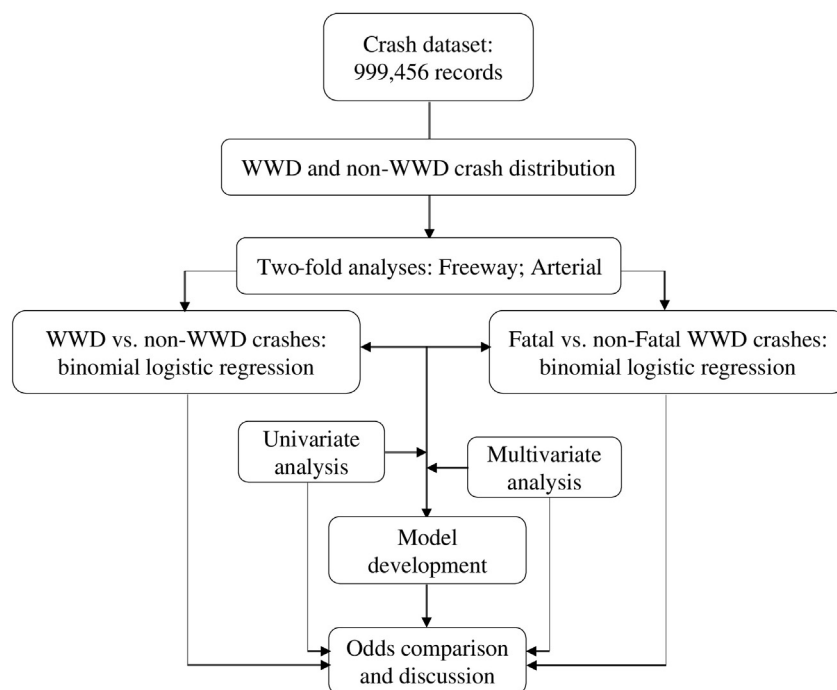 Crash dataset:
999,456 records
WWD and non-WWD crash distribution
Two-fold analyses: Freeway; Arterial
WWD vs. non-WWD crashes:
binomial logistic regression
Fatal vs. non-Fatal WWD crashes:
binomial logistic regression
Univariate
analysis
Multivariate
analysis
Model
development
Odds comparison
and discussion